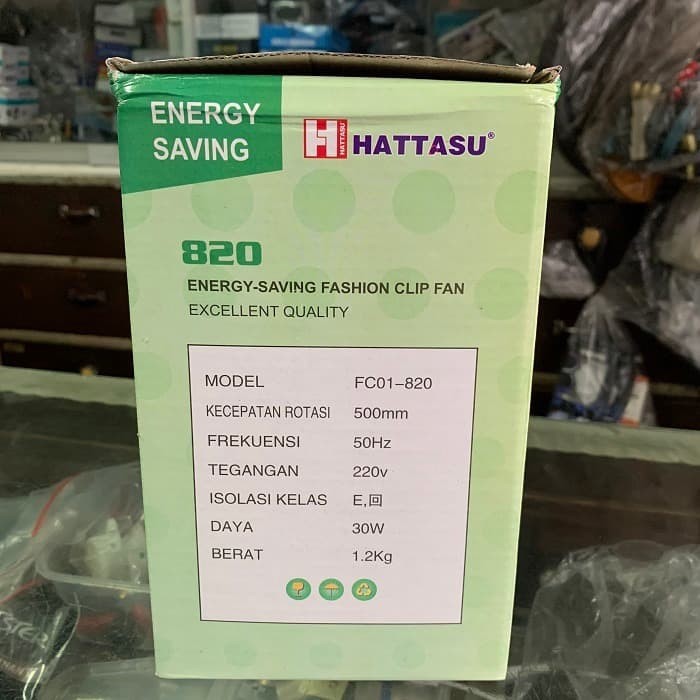 ENERGY
SAVING
HATTASU
HATTASU®
820
ENERGY-SAVING FASHION CLIP FAN
EXCELLENT QUALITY
MODEL FC01-820
KECEPATAN ROTASI 500mm
FREKUENSI 50Hz
TEGANGAN 220v
ISOLASI KELAS E,回
DAYA 30W
BERAT 1.2Kg